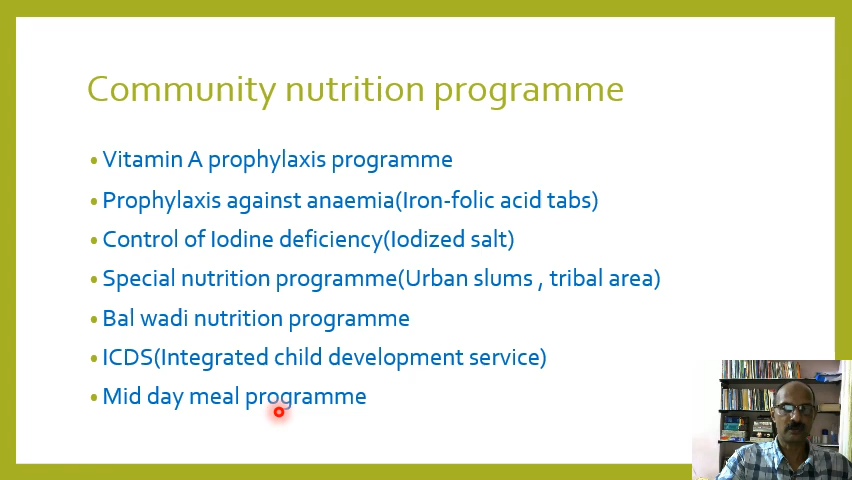 Community nutrition programme
• Vitamin A prophylaxis programme
• Prophylaxis against anaemia(Iron-folic acid tabs)
• Control of Iodine deficiency(Iodized salt)
• Special nutrition programme(Urban slums , tribal area)
• Bal wadi nutrition programme
• ICDS(Integrated child development service)
• Mid day meal programme